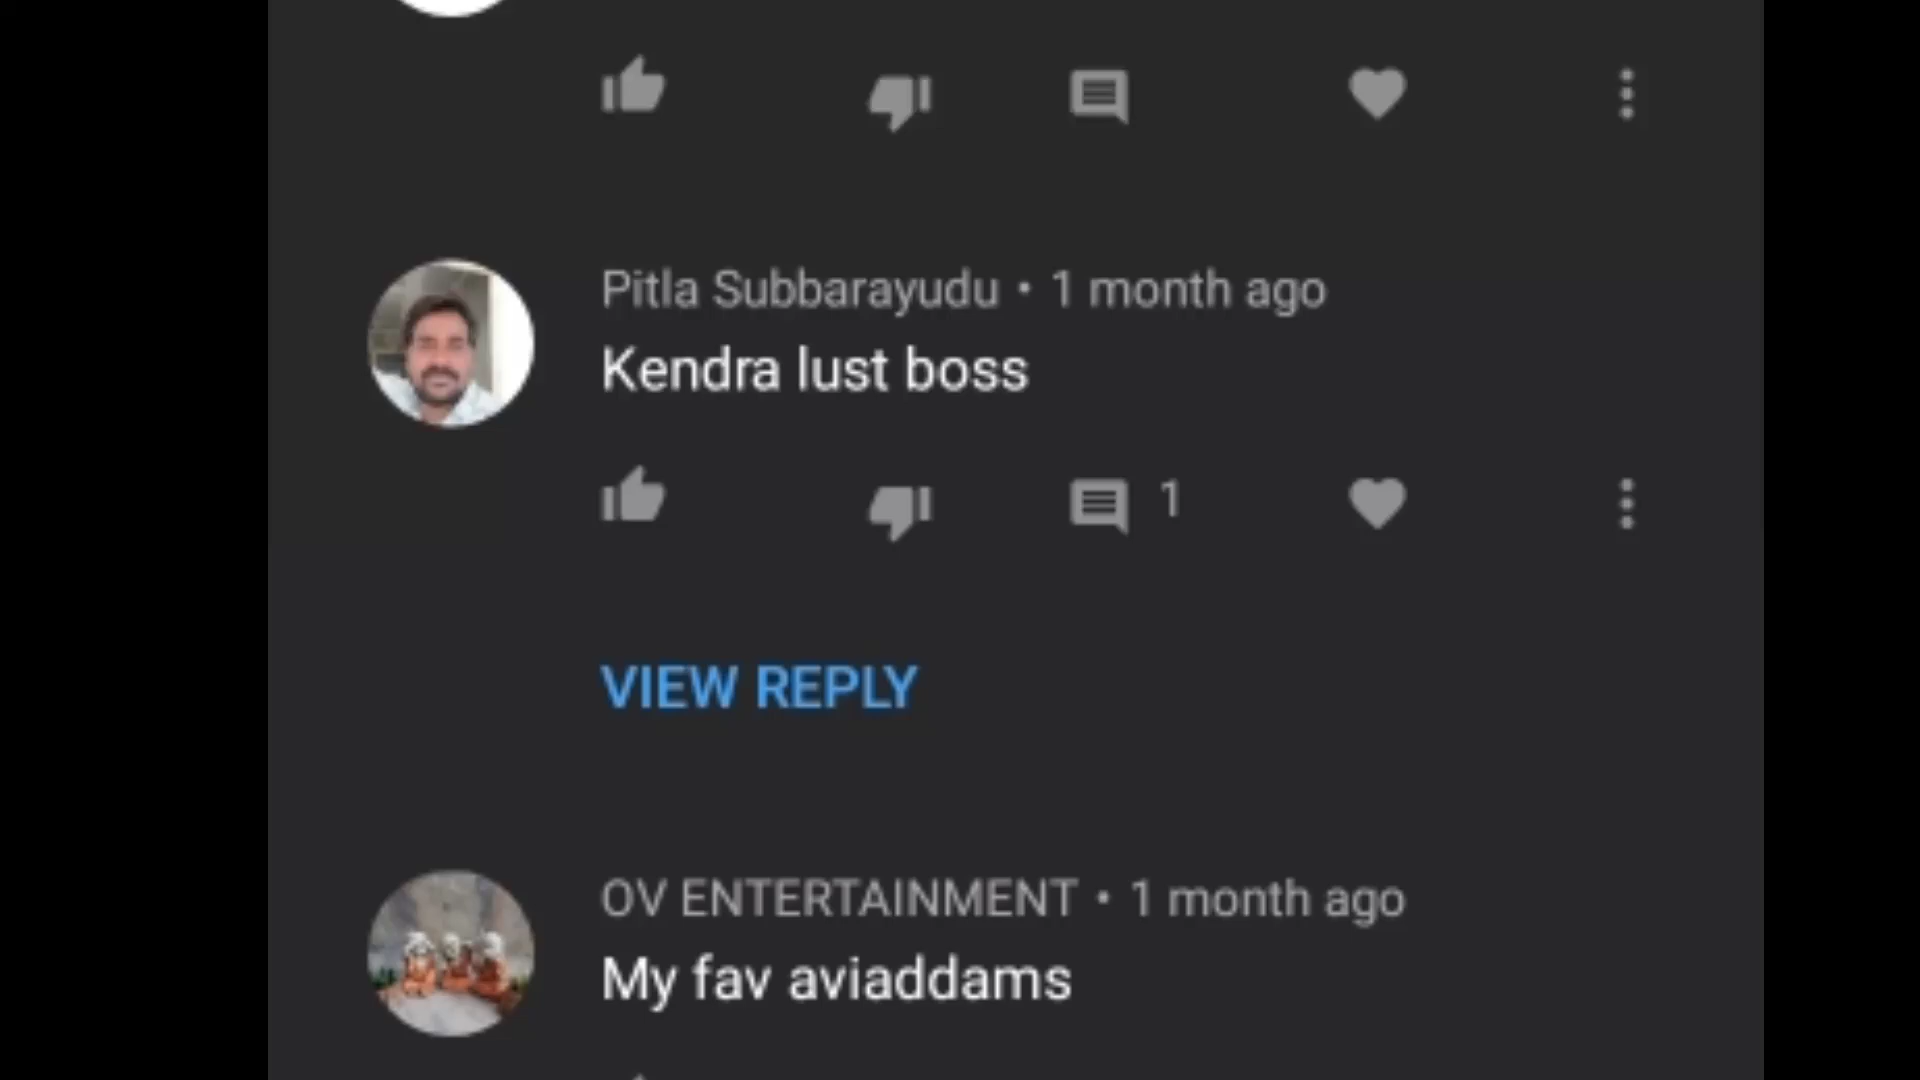 Pitla Subbarayudu • 1 month ago
Kendra lust boss
1
VIEW REPLY
OV ENTERTAINMENT • 1 month ago
My fav aviaddams